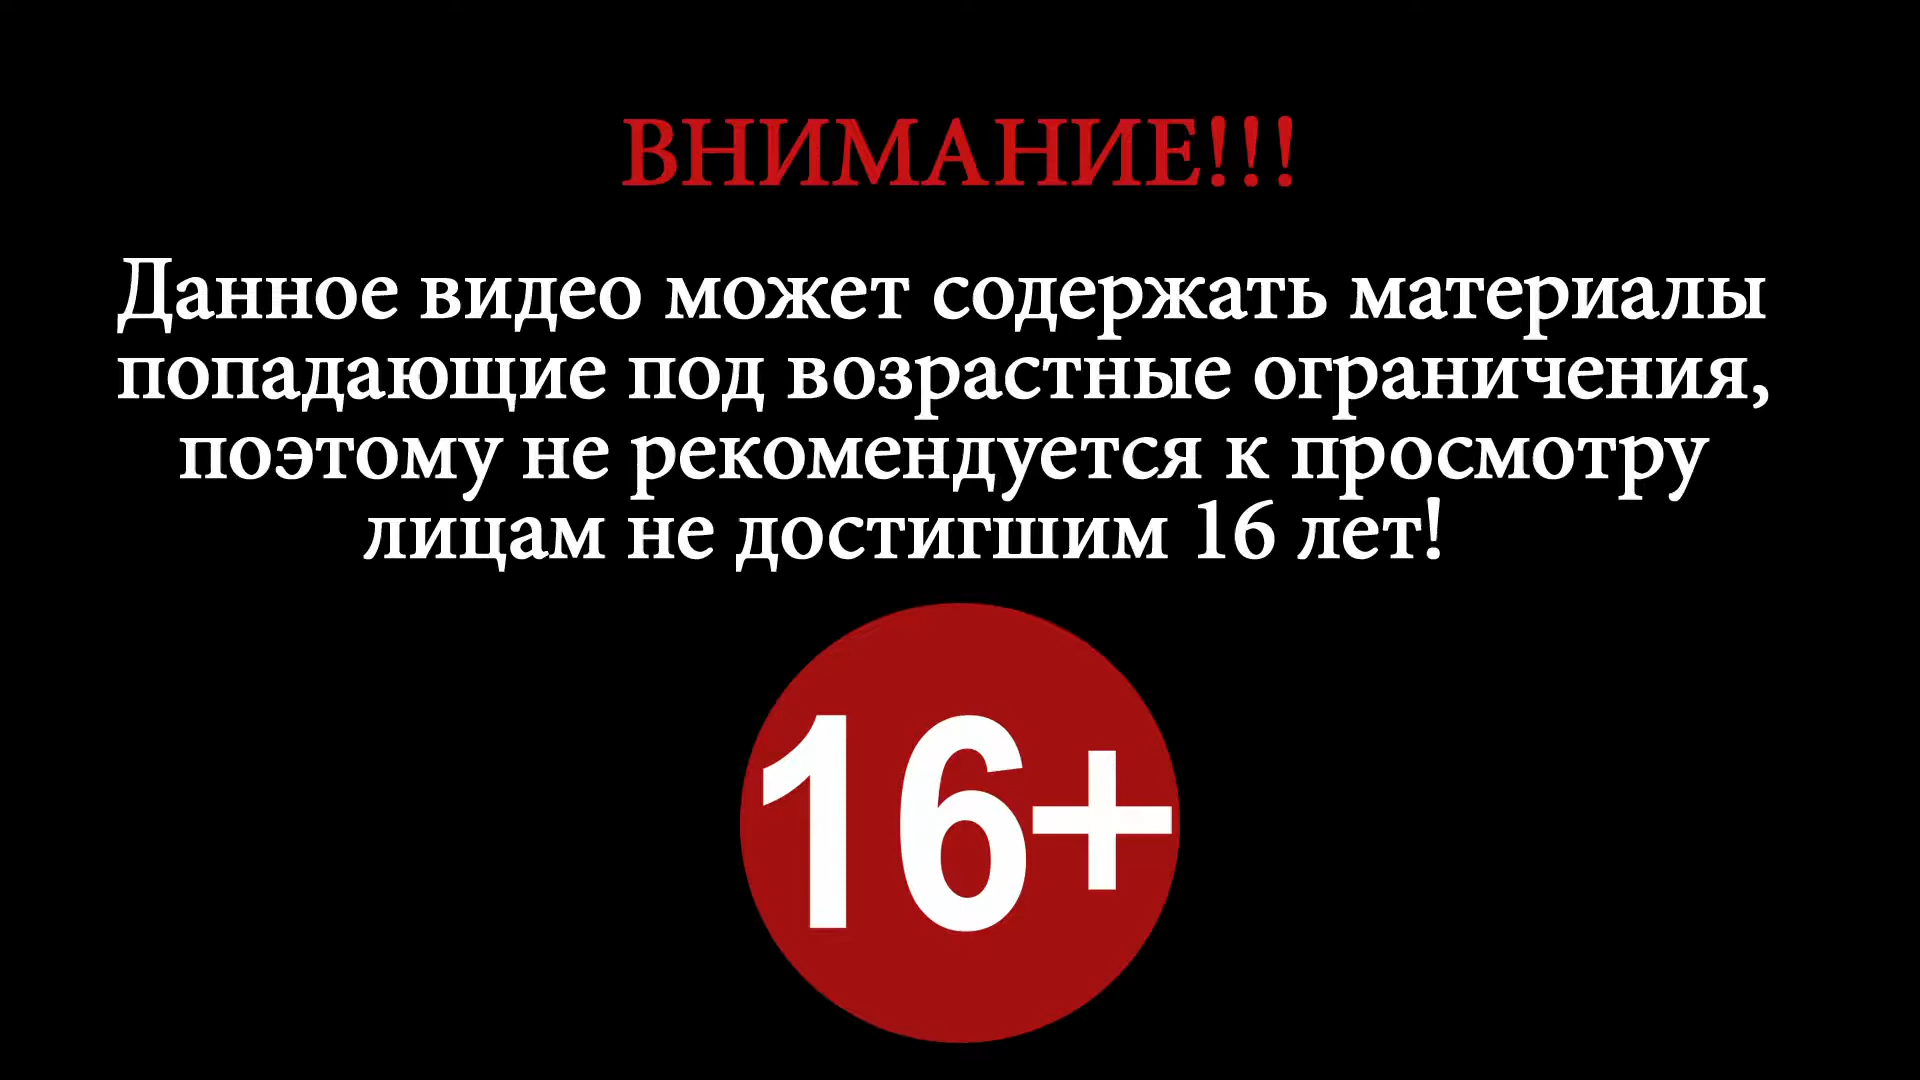 ВНИМАНИЕ!!!
Данное видео может содержать материалы
попадающие под возрастные ограничения,
поэтому не рекомендуется к просмотру
лицам не достигшим 16 лет!
16+